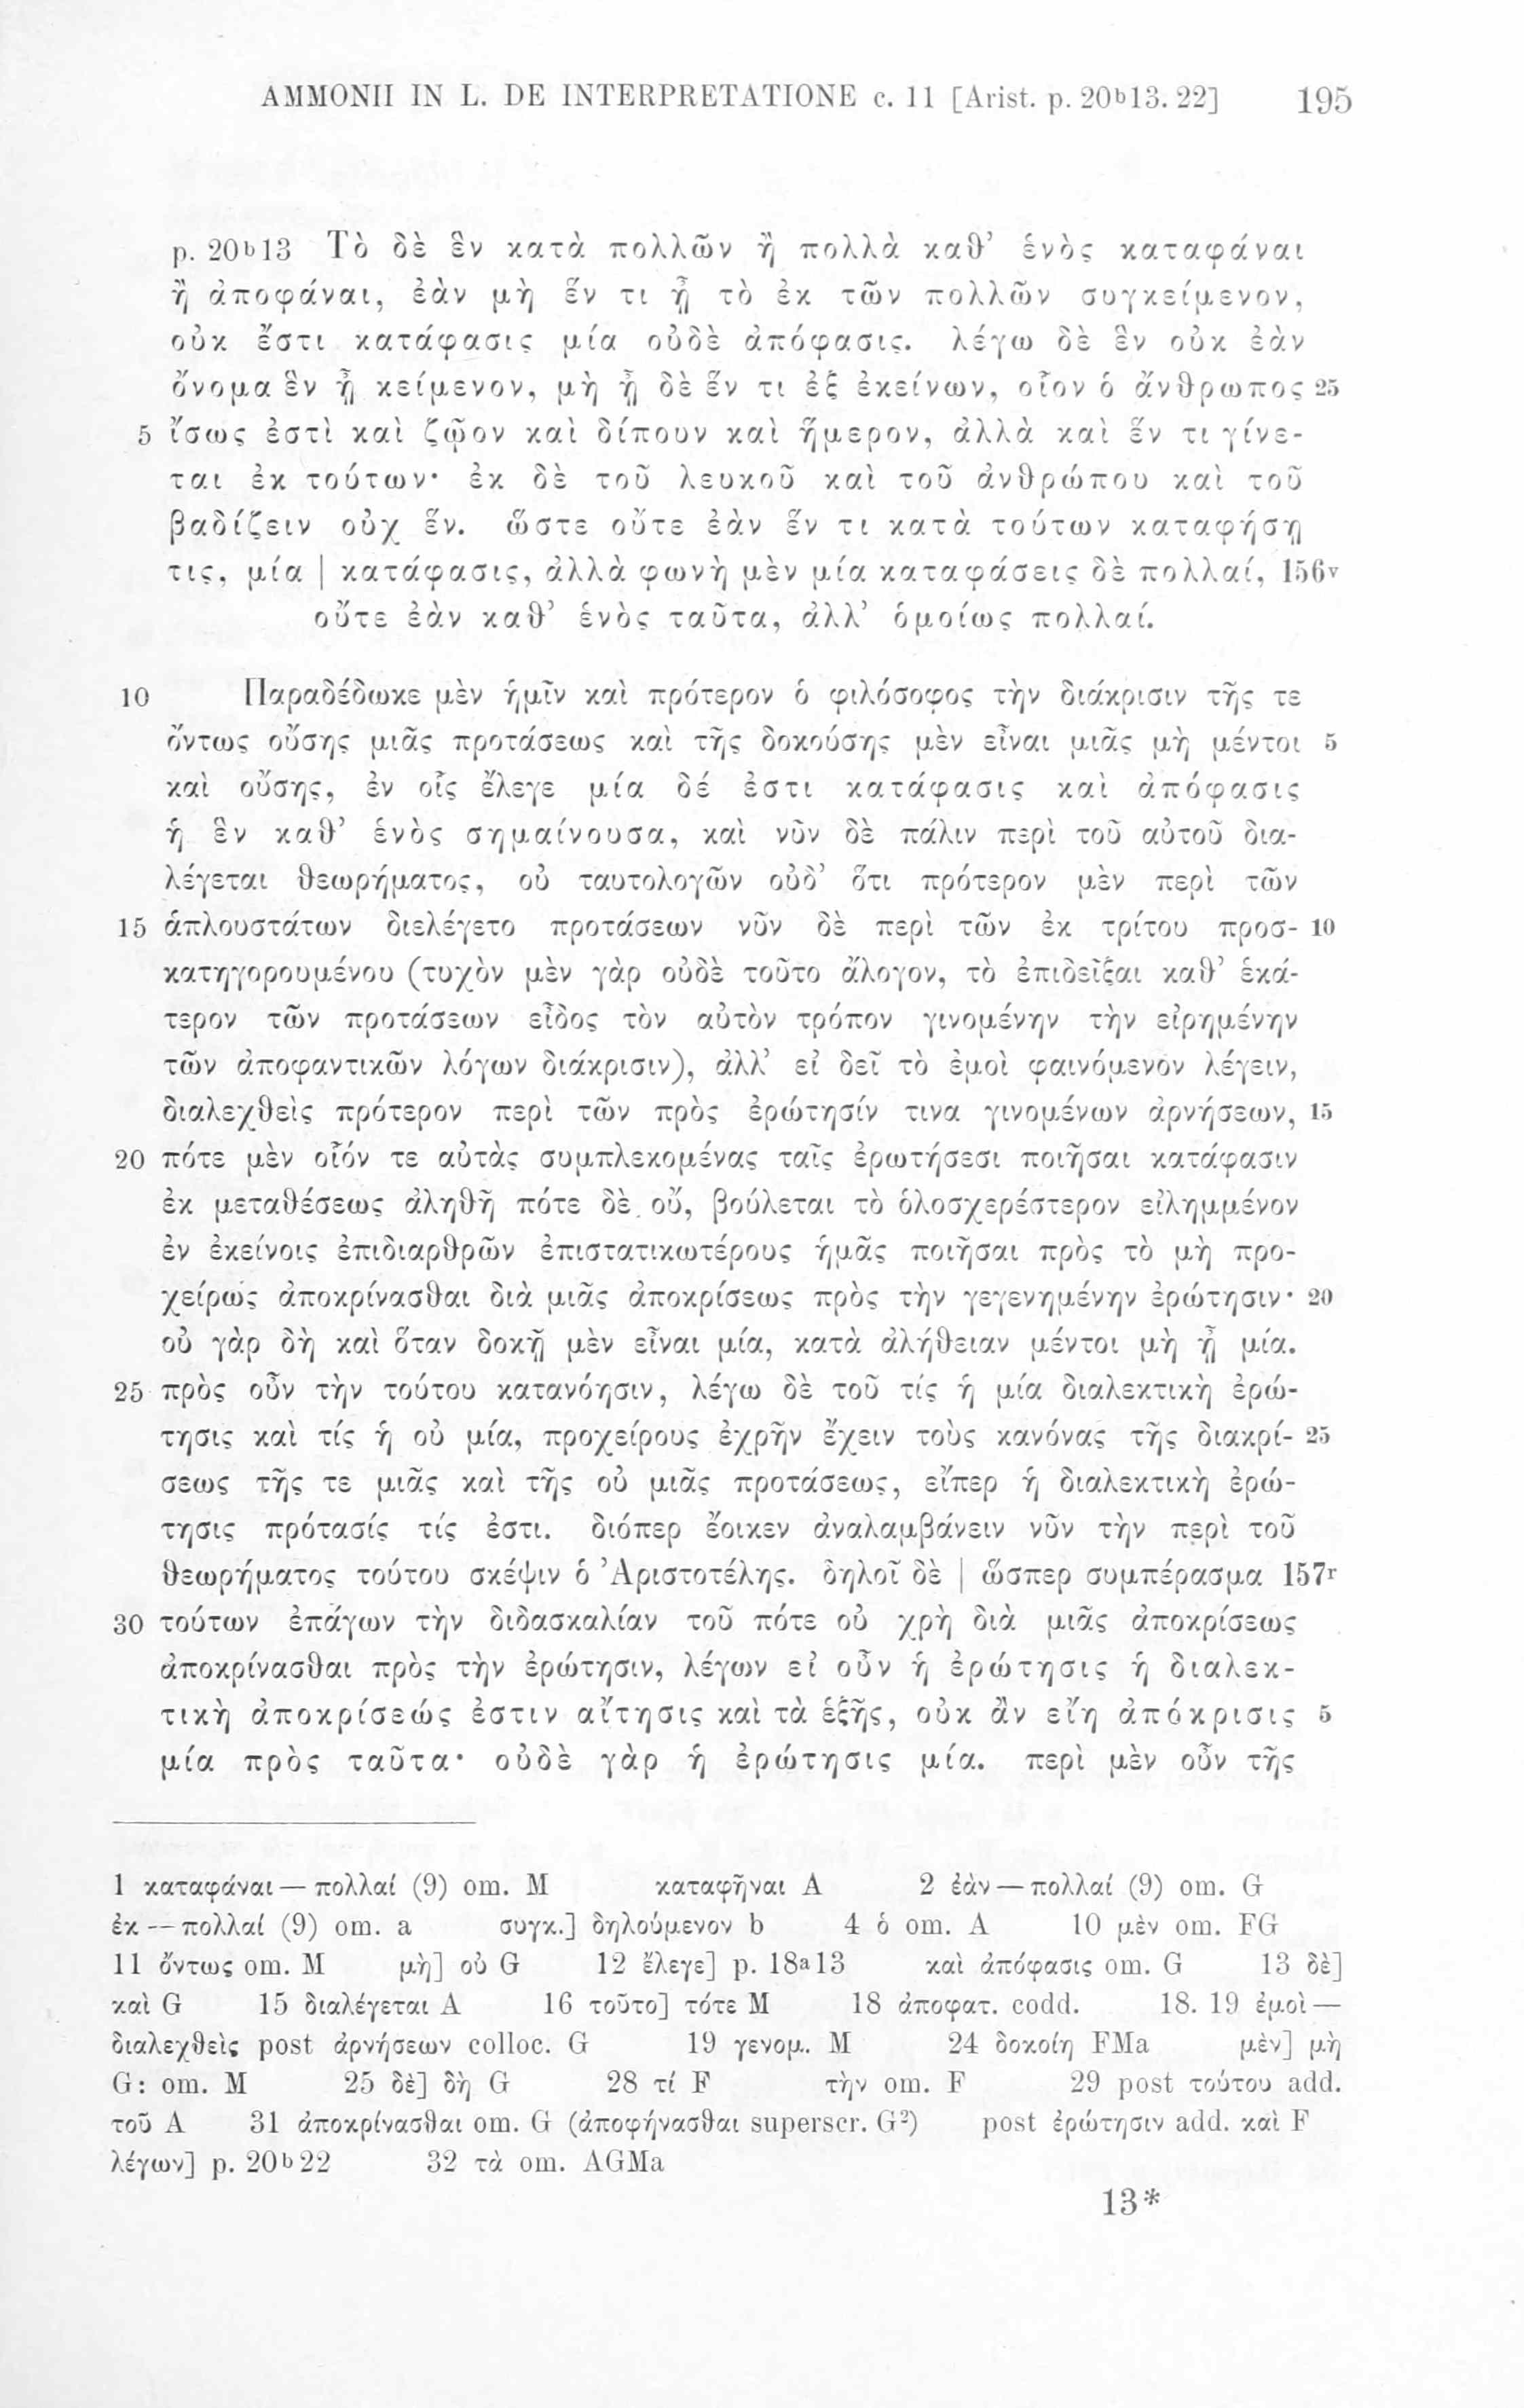 AMMONII IN L. DE INTERPRETATIONE c. 11 [Arist. p. 20ᵇ13. 22] 195
p. 20ᵇ13 Τὸ δὲ ἓν κατὰ πολλῶν ἢ πολλὰ καθ’ ἑνὸς καταφάναι
ἢ ἀποφάναι, ἐὰν μὴ ἕν τι ᾖ τὸ ἐκ τῶν πολλῶν συγκείμενον,
οὐκ ἔστι κατάφασις μία οὐδὲ ἀπόφασις. λέγω δὲ ἓν οὐκ ἐὰν
ὄνομα ἓν ᾖ κείμενον, μὴ ᾖ δὲ ἕν τι ἐξ ἐκείνων, οἷον ὁ ἄνθρωπος 25
5 ἴσως ἐστὶ καὶ ζῷον καὶ δίπουν καὶ ἥμερον, ἀλλὰ καὶ ἕν τι γίνε-
ται ἐκ τούτων· ἐκ δὲ τοῦ λευκοῦ καὶ τοῦ ἀνθρώπου καὶ τοῦ
βαδίζειν οὐχ ἕν. ὥστε οὔτε ἐὰν ἕν τι κατὰ τούτων καταφήσῃ
τις, μία | κατάφασις, ἀλλὰ φωνὴ μὲν μία καταφάσεις δὲ πολλαί, 156ᵛ
οὔτε ἐὰν καθ’ ἑνὸς ταῦτα, ἀλλ’ ὁμοίως πολλαί.
10 Παραδέδωκε μὲν ἡμῖν καὶ πρότερον ὁ φιλόσοφος τὴν διάκρισιν τῆς τε
ὄντως οὔσης μιᾶς προτάσεως καὶ τῆς δοκούσης μὲν εἶναι μιᾶς μὴ μέντοι 5
καὶ οὔσης, ἐν οἷς ἔλεγε μία δέ ἐστι κατάφασις καὶ ἀπόφασις
ἡ ἓν καθ’ ἑνὸς σημαίνουσα, καὶ νῦν δὲ πάλιν περὶ τοῦ αὐτοῦ δια-
λέγεται θεωρήματος, οὐ ταυτολογῶν οὐδ’ ὅτι πρότερον μὲν περὶ τῶν
15 ἁπλουστάτων διελέγετο προτάσεων νῦν δὲ περὶ τῶν ἐκ τρίτου προσ- 10
κατηγορουμένου (τυχὸν μὲν γὰρ οὐδὲ τοῦτο ἄλογον, τὸ ἐπιδεῖξαι καθ’ ἑκά-
τερον τῶν προτάσεων εἶδος τὸν αὐτὸν τρόπον γινομένην τὴν εἰρημένην
τῶν ἀποφαντικῶν λόγων διάκρισιν), ἀλλ’ εἰ δεῖ τὸ ἐμοὶ φαινόμενον λέγειν,
διαλεχθεὶς πρότερον περὶ τῶν πρὸς ἐρώτησίν τινα γινομένων ἀρνήσεων, 15
20 πότε μὲν οἷόν τε αὐτὰς συμπλεκομένας ταῖς ἐρωτήσεσι ποιῆσαι κατάφασιν
ἐκ μεταθέσεως ἀληθῆ πότε δὲ οὔ, βούλεται τὸ ὁλοσχερέστερον εἰλημμένον
ἐν ἐκείνοις ἐπιδιαρθρῶν ἐπιστατικωτέρους ἡμᾶς ποιῆσαι πρὸς τὸ μὴ προ-
χείρως ἀποκρίνασθαι διὰ μιᾶς ἀποκρίσεως πρὸς τὴν γεγενημένην ἐρώτησιν· 20
οὐ γὰρ δὴ καὶ ὅταν δοκῇ μὲν εἶναι μία, κατὰ ἀλήθειαν μέντοι μὴ ᾖ μία.
25 πρὸς οὖν τὴν τούτου κατανόησιν, λέγω δὲ τοῦ τίς ἡ μία διαλεκτικὴ ἐρώ-
τησις καὶ τίς ἡ οὐ μία, προχείρους ἐχρῆν ἔχειν τοὺς κανόνας τῆς διακρί- 25
σεως τῆς τε μιᾶς καὶ τῆς οὐ μιᾶς προτάσεως, εἴπερ ἡ διαλεκτικὴ ἐρώ-
τησις πρότασίς τίς ἐστι. διόπερ ἔοικεν ἀναλαμβάνειν νῦν τὴν περὶ τοῦ
θεωρήματος τούτου σκέψιν ὁ Ἀριστοτέλης. δηλοῖ δὲ | ὥσπερ συμπέρασμα 157ʳ
30 τούτων ἐπάγων τὴν διδασκαλίαν τοῦ πότε οὐ χρὴ διὰ μιᾶς ἀποκρίσεως
ἀποκρίνασθαι πρὸς τὴν ἐρώτησιν, λέγων εἰ οὖν ἡ ἐρώτησις ἡ διαλεκ-
τικὴ ἀποκρίσεώς ἐστιν αἴτησις καὶ τὰ ἑξῆς, οὐκ ἂν εἴη ἀπόκρισις 5
μία πρὸς ταῦτα· οὐδὲ γὰρ ἡ ἐρώτησις μία. περὶ μὲν οὖν τῆς
1 καταφάναι — πολλαί (9) om. M καταφῆναι A 2 ἐὰν — πολλαί (9) om. G
ἐκ — πολλαί (9) om. a συγκ.] δηλούμενον b 4 ὁ om. A 10 μὲν om. FG
11 ὄντως om. M μὴ] οὐ G 12 ἔλεγε] p. 18ᵃ13 καὶ ἀπόφασις om. G 13 δὲ]
καὶ G 15 διαλέγεται A 16 τοῦτο] τότε M 18 ἀποφατ. codd. 18. 19 ἐμοὶ —
διαλεχθεὶς post ἀρνήσεων colloc. G 19 γενομ. M 24 δοκοίη FMa μὲν] μὴ
G: om. M 25 δὲ] δὴ G 28 τί F τὴν om. F 29 post τούτου add.
τοῦ A 31 ἀποκρίνασθαι om. G (ἀποφήνασθαι superscr. G²) post ἐρώτησιν add. καὶ F
λέγων] p. 20ᵇ22 32 τὰ om. AGMa
13*